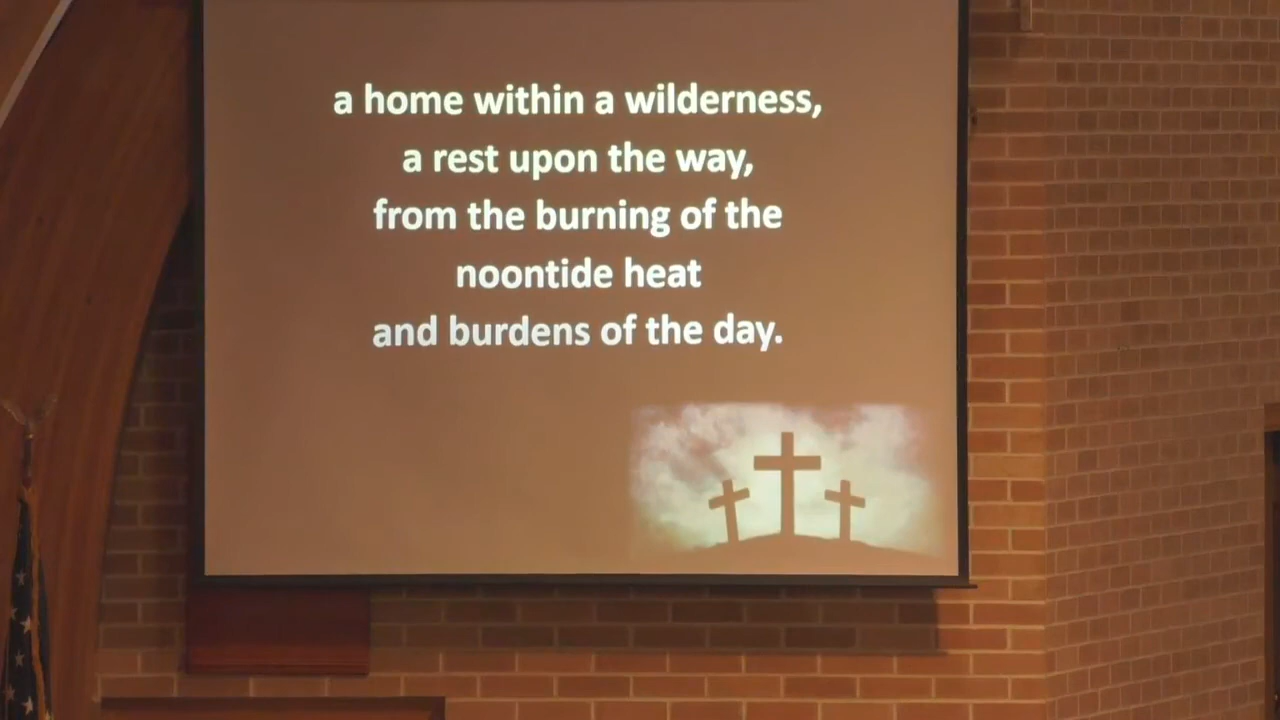 a home within a wilderness,
a rest upon the way,
from the burning of the
noontide heat
and burdens of the day.